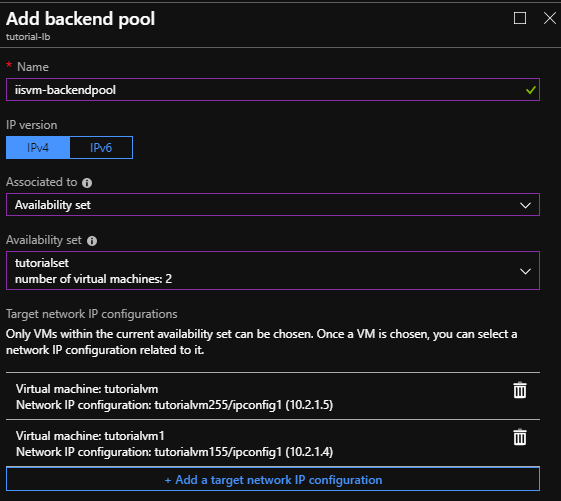 Add backend pool
tutorial-lb
* Name
iisvm-backendpool
IP version
IPv4 IPv6
Associated to
Availability set
Availability set
tutorialset
number of virtual machines: 2
Target network IP configurations
Only VMs within the current availability set can be chosen. Once a VM is chosen, you can select a
network IP configuration related to it.
Virtual machine: tutorialvm
Network IP configuration: tutorialvm255/ipconfig1 (10.2.1.5)
Virtual machine: tutorialvm1
Network IP configuration: tutorialvm155/ipconfig1 (10.2.1.4)
+ Add a target network IP configuration